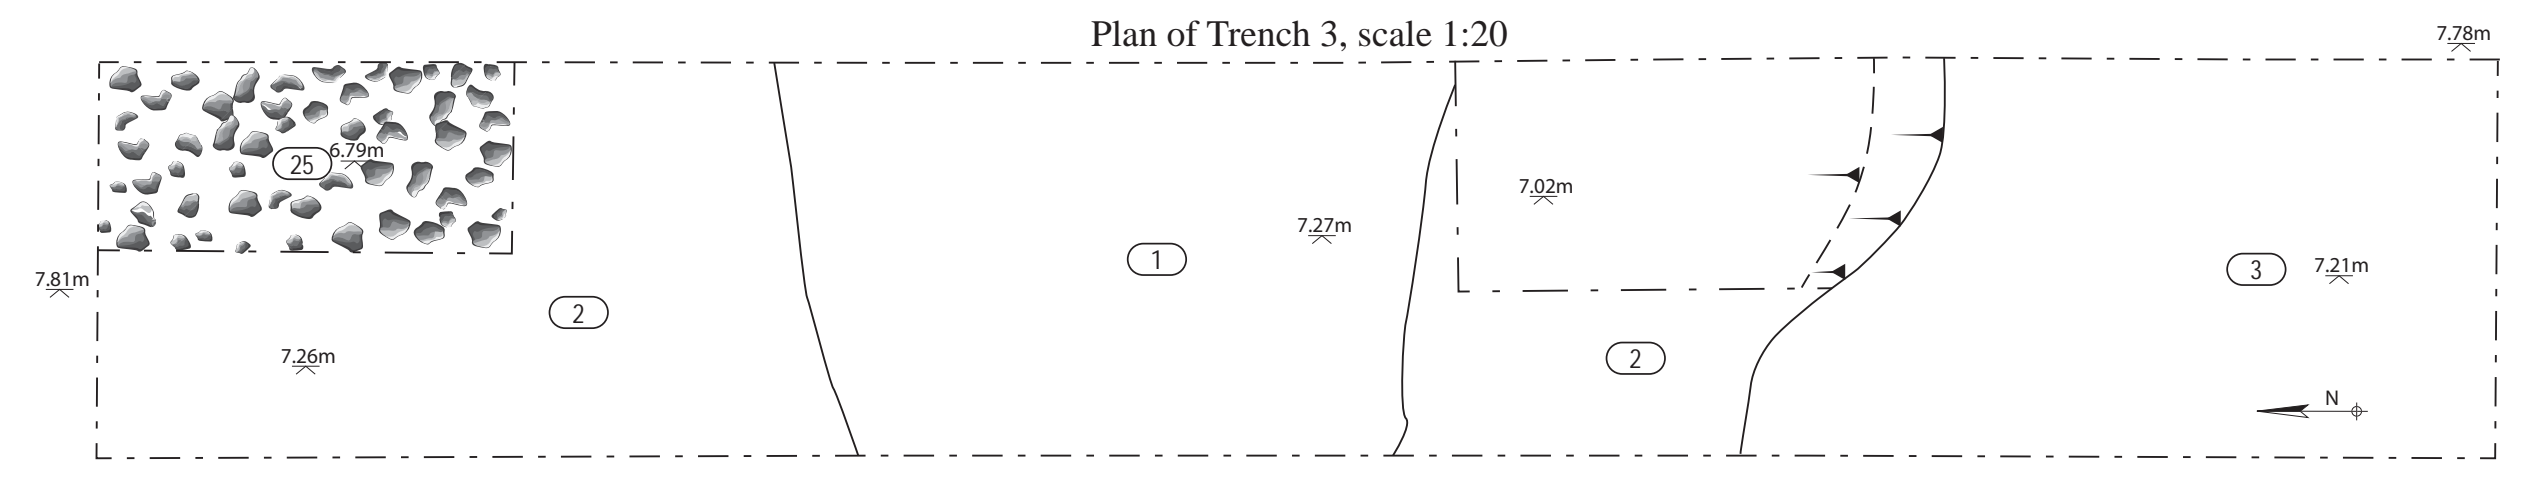 Plan of Trench 3, scale 1:20
7.78m
25
6.79m
7.02m
7.27m
1
3
7.21m
7.81m
2
7.26m
2
N